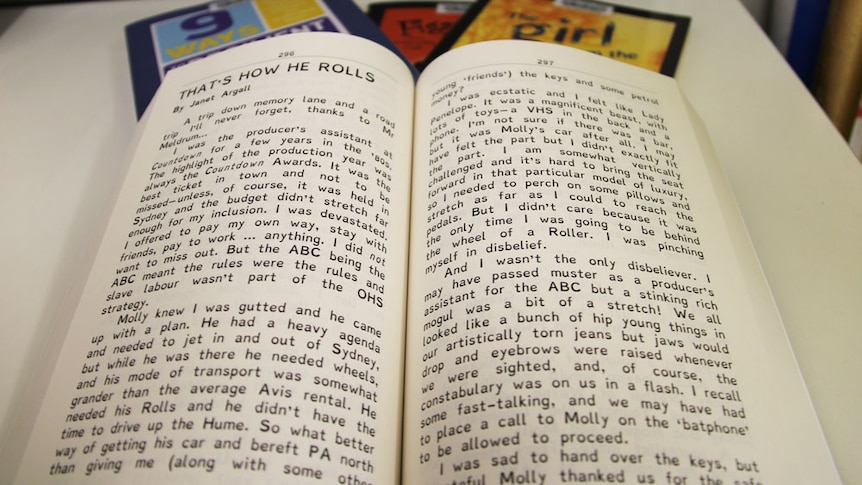 9
WAYS
The
girl
from the
296
THAT'S HOW HE ROLLS
By Janet Argall
A trip down memory lane and a road
trip I'll never forget, thanks to Mr
Meldrum...
I was the producer's assistant at
Countdown for a few years in the '80s.
The highlight of the production year was
always the Countdown Awards. It was the
best ticket in town and not to be
missed—unless, of course, it was held in
Sydney and the budget didn't stretch far
enough for my inclusion. I was devastated.
I offered to pay my own way, stay with
friends, pay to work ... anything. I did not
want to miss out. But the ABC being the
ABC meant the rules were the rules and
slave labour wasn't part of the OHS
strategy.
Molly knew I was gutted and he came
up with a plan. He had a heavy agenda
and needed to jet in and out of Sydney,
but while he was there he needed wheels,
and his mode of transport was somewhat
grander than the average Avis rental. He
needed his Rolls and he didn't have the
time to drive up the Hume. So what better
way of getting his car and bereft PA north
than giving me (along with some other
297
young 'friends') the keys and some petrol
money?
I was ecstatic and I felt like Lady
Penelope. It was a magnificent beast, with
lots of toys—a VHS in the back and a
phone. I'm not sure if there was a bar,
but it was Molly's car after all. I may
have felt the part but I didn't exactly fit
the part. I am somewhat vertically
challenged and it's hard to bring the seat
forward in that particular model of luxury,
so I needed to perch on some pillows and
stretch as far as I could to reach the
pedals. But I didn't care because it was
the only time I was going to be behind
the wheel of a Roller. I was pinching
myself in disbelief.
And I wasn't the only disbeliever. I
may have passed muster as a producer's
assistant for the ABC but a stinking rich
mogul was a bit of a stretch! We all
looked like a bunch of hip young things in
our artistically torn jeans but jaws would
drop and eyebrows were raised whenever
we were sighted, and, of course, the
constabulary was on us in a flash. I recall
some fast-talking, and we may have had
to place a call to Molly on the 'batphone'
to be allowed to proceed.
I was sad to hand over the keys, but
Molly thanked us for the safe